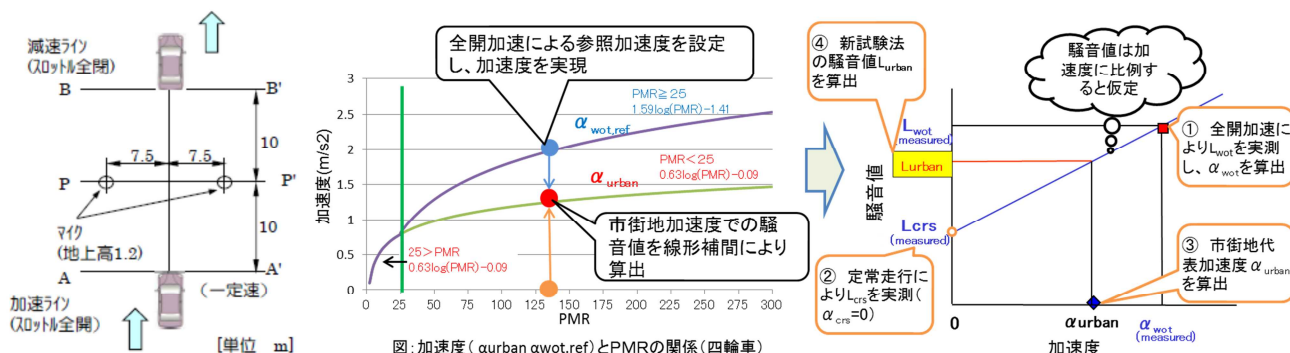 減速ライン
(スロットル全閉)
B
B'
10
7.5
7.5
P
P'
マイク
(地上高1.2)
10
A
A'
加速ライン
(スロットル全開)
(一定速)
[単位 m]
全開加速による参照加速度を設定
し、加速度を実現
加速度(m/s2)
3
2.5
2
1.5
1
0.5
0
PMR≧25
1.59log(PMR)−1.41
αwot,ref
PMR<25
0.63log(PMR)−0.09
αurban
25>PMR
0.63log(PMR)−0.09
市街地加速度での騒
音値を線形補間により
算出
0
25
50
75
100
125
150
175
200
225
250
275
300
PMR
図:加速度( αurban αwot,ref)とPMRの関係(四輪車)
④ 新試験法
の騒音値Lurban
を算出
騒音値は加
速度に比例す
ると仮定
① 全開加速に
よりLwotを実測
し、αwotを
算出
Lwot
(measured)
Lurban
騒音値
Lcrs
(measured)
② 定常走行に
よりLcrsを実測(
αcrs=0)
③ 市街地代
表加速度αurban
を算出
0
αurban
αwot
(measured)
加速度